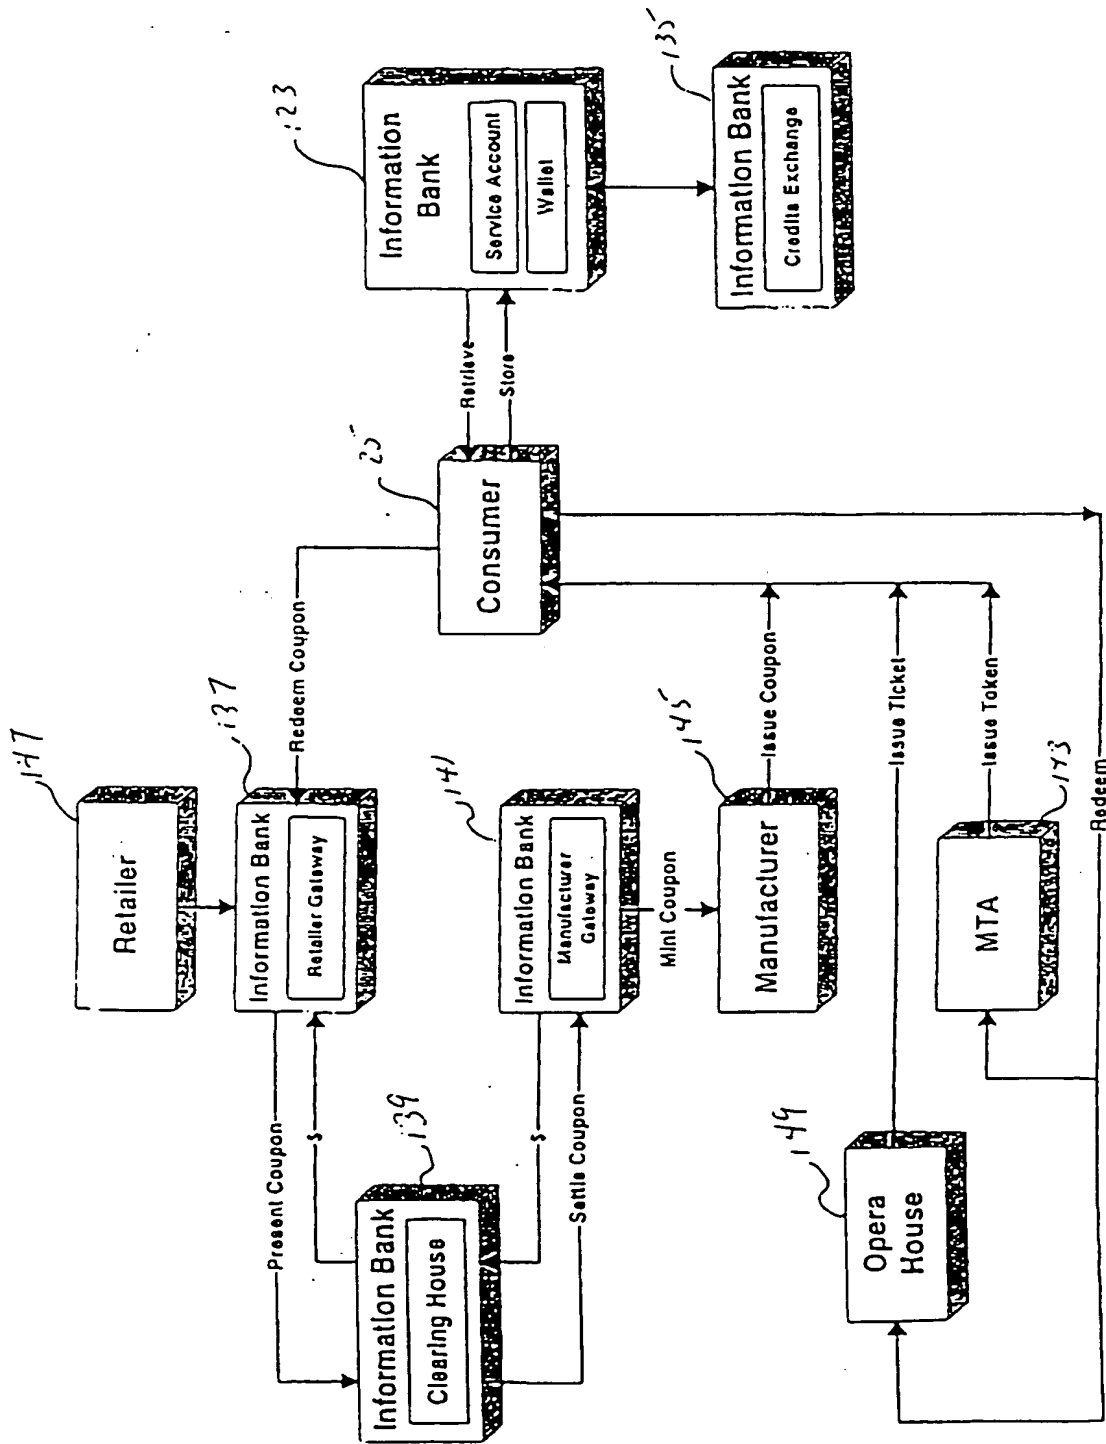 147
Retailer
137
Information Bank
Retailer Gateway
Redeem Coupon
Present Coupon
$
139
Information Bank
Clearing House
141
Information Bank
Manufacturer
Gateway
$
Settle Coupon
Mint Coupon
145
Manufacturer
Issue Coupon
25
Consumer
Retrieve
Store
123
Information
Bank
Service Account
Wallet
135
Information Bank
Credits Exchange
149
Opera
House
Issue Ticket
143
MTA
Issue Token
Redeem